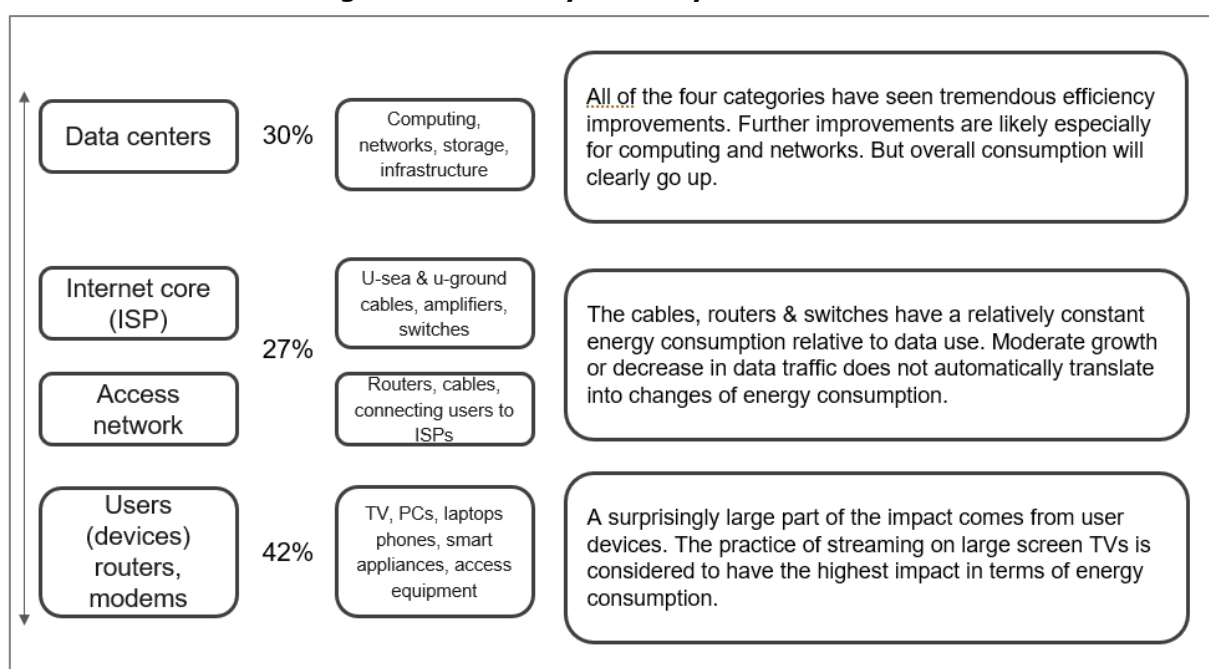 Data centers
30%
Computing,
networks, storage,
infrastructure
All of the four categories have seen tremendous efficiency
improvements. Further improvements are likely especially
for computing and networks. But overall consumption will
clearly go up.
Internet core
(ISP)
27%
U-sea & u-ground
cables, amplifiers,
switches
The cables, routers & switches have a relatively constant
energy consumption relative to data use. Moderate growth
or decrease in data traffic does not automatically translate
into changes of energy consumption.
Access
network
Routers, cables,
connecting users to
ISPs
Users
(devices)
routers,
modems
42%
TV, PCs, laptops
phones, smart
appliances, access
equipment
A surprisingly large part of the impact comes from user
devices. The practice of streaming on large screen TVs is
considered to have the highest impact in terms of energy
consumption.